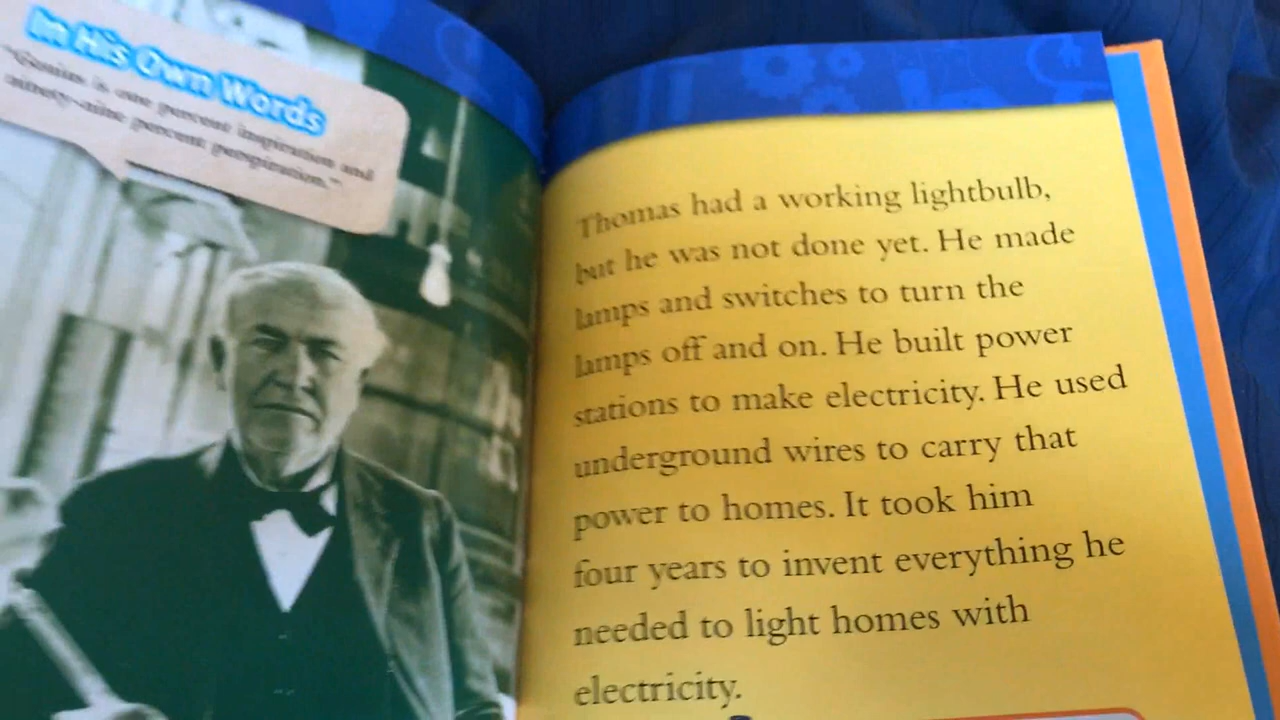 In His Own Words
"Genius is one percent inspiration and
ninety-nine percent perspiration."
Thomas had a working lightbulb,
but he was not done yet. He made
lamps and switches to turn the
lamps off and on. He built power
stations to make electricity. He used
underground wires to carry that
power to homes. It took him
four years to invent everything he
needed to light homes with
electricity.